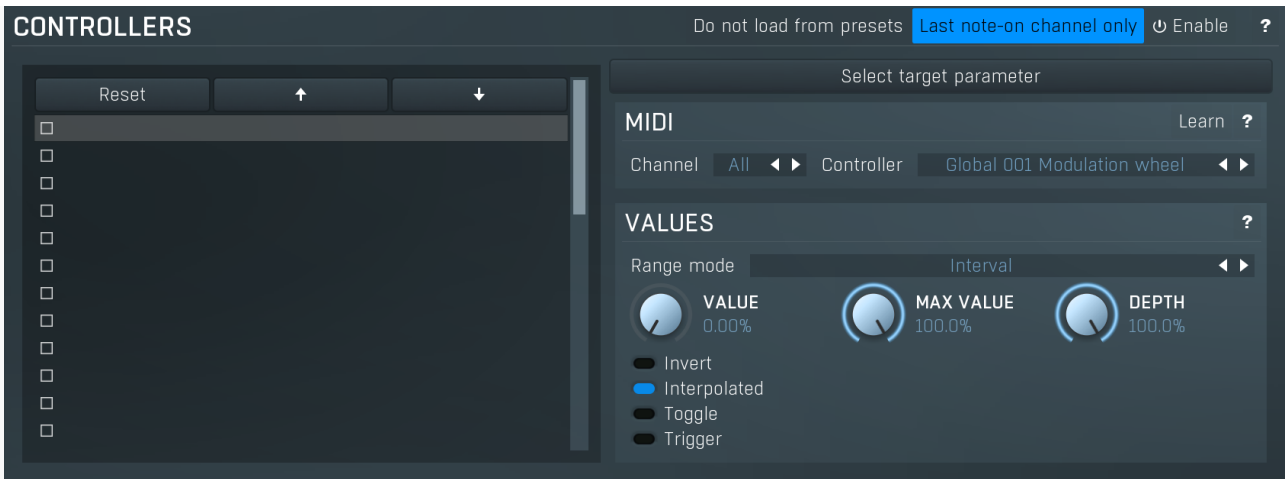 CONTROLLERS
Do not load from presets Last note-on channel only Enable ?
Reset
Select target parameter
MIDI Learn ?
Channel All Controller Global 001 Modulation wheel
VALUES ?
Range mode Interval
VALUE
0.00%
MAX VALUE
100.0%
DEPTH
100.0%
Invert
Interpolated
Toggle
Trigger